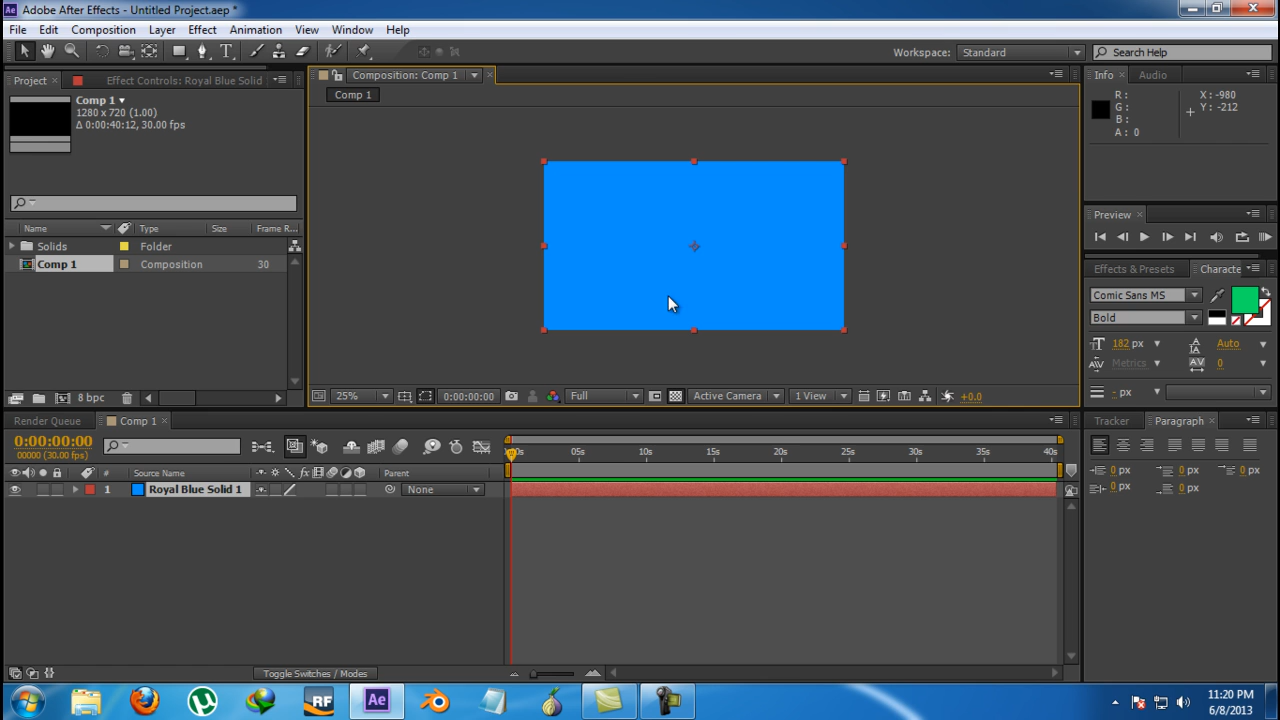 Ae Adobe After Effects - Untitled Project.aep *
File Edit Composition Layer Effect Animation View Window Help
Workspace: Standard Search Help
Project Effect Controls: Royal Blue Solid
Composition: Comp 1
Info Audio
Comp 1
Comp 1
1280 x 720 (1.00)
Δ 0:00:40:12, 30.00 fps
R :
G :
B :
A : 0
X : -980
Y : -212
Name Type Size Frame R...
Solids Folder
Comp 1 Composition 30
Preview
Effects & Presets Characte
Comic Sans MS
Bold
T 182 px Auto
Metrics 0
- px
8 bpc
25% 0:00:00:00 Full Active Camera 1 View +0.0
Render Queue Comp 1
Tracker Paragraph
0:00:00:00
00000 (30.00 fps)
05s 10s 15s 20s 25s 30s 35s 40s
# Source Name fx Parent
1 Royal Blue Solid 1 None
0 px 0 px 0 px
0 px 0 px
Toggle Switches / Modes
RF Ae
11:20 PM
6/8/2013